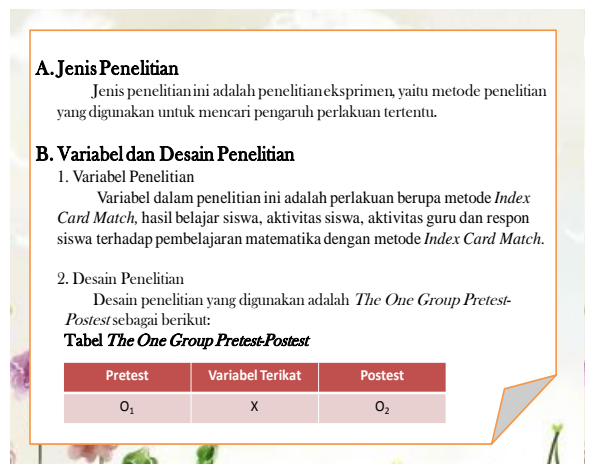 A. Jenis Penelitian
Jenis penelitian ini adalah penelitian eksprimen, yaitu metode penelitian
yang digunakan untuk mencari pengaruh perlakuan tertentu.
B. Variabel dan Desain Penelitian
1. Variabel Penelitian
Variabel dalam penelitian ini adalah perlakuan berupa metode Index
Card Match, hasil belajar siswa, aktivitas siswa, aktivitas guru dan respon
siswa terhadap pembelajaran matematika dengan metode Index Card Match.
2. Desain Penelitian
Desain penelitian yang digunakan adalah The One Group Pretest-
Postest sebagai berikut:
Tabel The One Group Pretest-Postest
Pretest Variabel Terikat Postest
O₁ X O₂